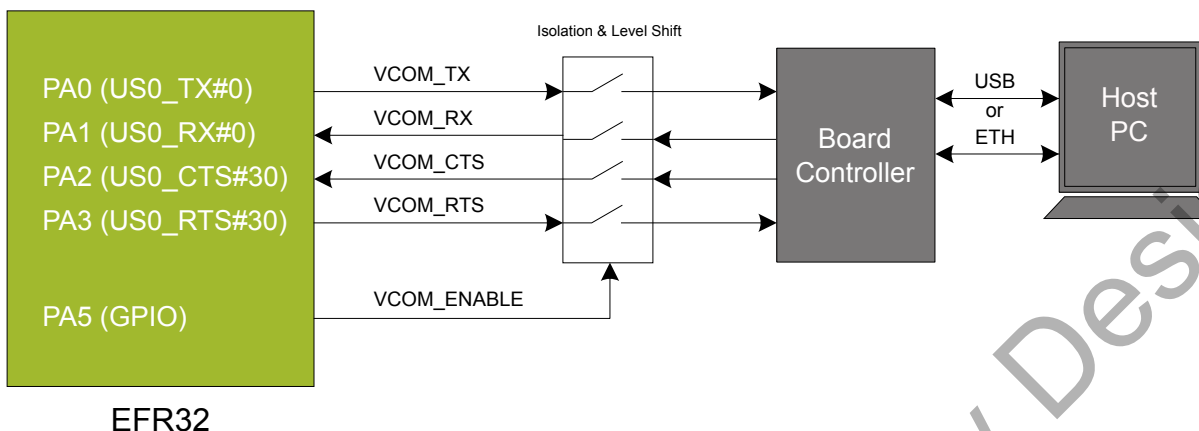 Isolation & Level Shift
PA0 (US0_TX#0)
PA1 (US0_RX#0)
PA2 (US0_CTS#30)
PA3 (US0_RTS#30)
PA5 (GPIO)
VCOM_TX
VCOM_RX
VCOM_CTS
VCOM_RTS
VCOM_ENABLE
Board
Controller
USB
or
ETH
Host
PC
EFR32